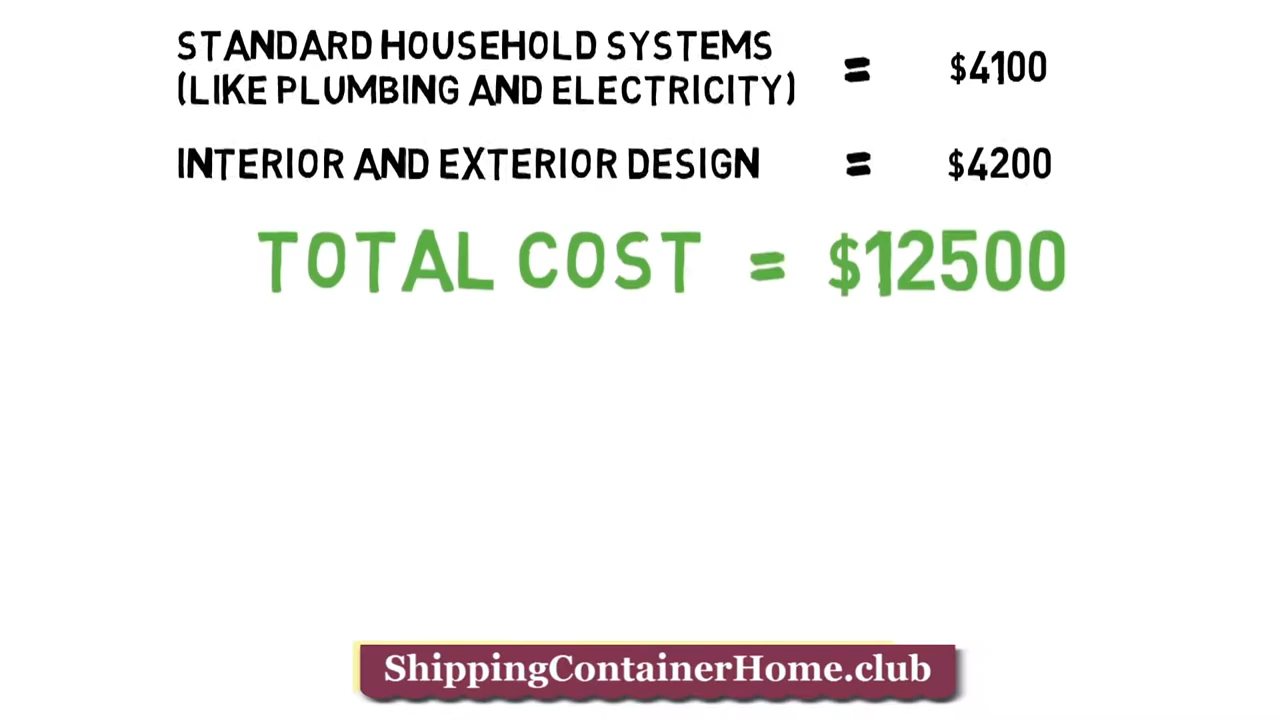 STANDARD HOUSEHOLD SYSTEMS
(LIKE PLUMBING AND ELECTRICITY) = $4100
INTERIOR AND EXTERIOR DESIGN = $4200
TOTAL COST = $12500
ShippingContainerHome.club